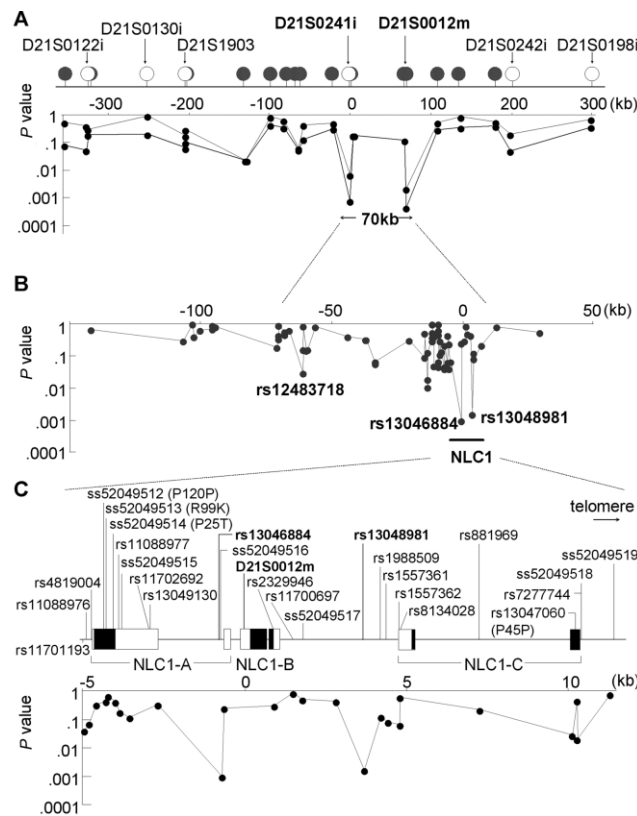 A
D21S0241i D21S0012m
D21S0130i
D21S0122i D21S1903 D21S0242i D21S0198i
-300 -200 -100 0 100 200 300 (kb)
P value
1
.1
.01
.001
.0001
70kb
B
-100 -50 0 50 (kb)
P value
1
.1
.01
.001
.0001
rs12483718
rs13046884
rs13048981
NLC1
C
ss52049512 (P120P)
ss52049513 (R99K)
ss52049514 (P25T)
rs11088977
ss52049515
rs11702692
rs13049130
rs4819004
rs11088976
rs11701193
rs13046884
ss52049516
D21S0012m
rs2329946
rs11700697
ss52049517
rs13048981
rs1988509
rs1557361
rs1557362
rs8134028
rs881969
telomere
ss52049519
ss52049518
rs7277744
rs13047060
(P45P)
NLC1-A NLC1-B NLC1-C
-5 0 5 10 (kb)
P value
1
.1
.01
.001
.0001